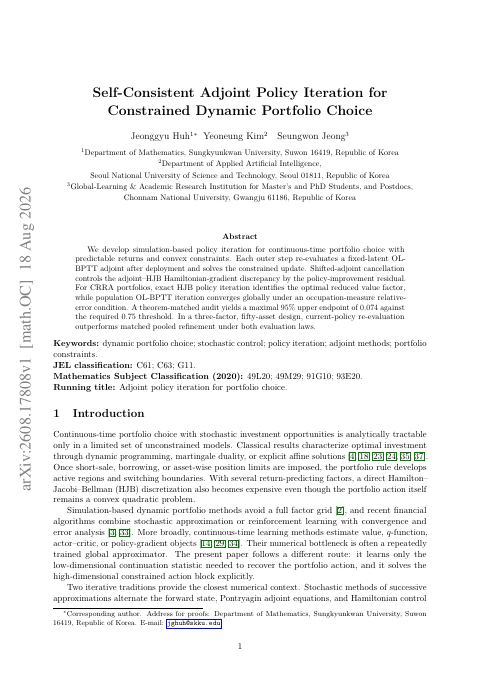 arXiv:2608.17808v1 [math.OC] 18 Aug 2026
Self-Consistent Adjoint Policy Iteration for
Constrained Dynamic Portfolio Choice
Jeonggyu Huh1* Yeoneung Kim2 Seungwon Jeong3
1Department of Mathematics, Sungkyunkwan University, Suwon 16419, Republic of Korea
2Department of Applied Artificial Intelligence,
Seoul National University of Science and Technology, Seoul 01811, Republic of Korea
3Global-Learning & Academic Research Institution for Master's and PhD Students, and Postdocs,
Chonnam National University, Gwangju 61186, Republic of Korea
Abstract
We develop simulation-based policy iteration for continuous-time portfolio choice with
predictable returns and convex constraints. Each outer step re-evaluates a fixed-latent OL-
BPTT adjoint after deployment and solves the constrained update. Shifted-adjoint cancellation
controls the adjoint–HJB Hamiltonian-gradient discrepancy by the policy-improvement residual.
For CRRA portfolios, exact HJB policy iteration identifies the optimal reduced value factor,
while population OL-BPTT iteration converges globally under an occupation-measure relative-
error condition. A theorem-matched audit yields a maximal 95% upper endpoint of 0.074 against
the required 0.75 threshold. In a three-factor, fifty-asset design, current-policy re-evaluation
outperforms matched pooled refinement under both evaluation laws.
Keywords: dynamic portfolio choice; stochastic control; policy iteration; adjoint methods; portfolio
constraints.
JEL classification: C61; C63; G11.
Mathematics Subject Classification (2020): 49L20; 49M29; 91G10; 93E20.
Running title: Adjoint policy iteration for portfolio choice.
1 Introduction
Continuous-time portfolio choice with stochastic investment opportunities is analytically tractable
only in a limited set of unconstrained models. Classical results characterize optimal investment
through dynamic programming, martingale duality, or explicit affine solutions [4, 18, 23, 24, 35, 37].
Once short-sale, borrowing, or asset-wise position limits are imposed, the portfolio rule develops
active regions and switching boundaries. With several return-predicting factors, a direct Hamilton–
Jacobi–Bellman (HJB) discretization also becomes expensive even though the portfolio action itself
remains a convex quadratic problem.
Simulation-based dynamic portfolio methods avoid a full factor grid [2], and recent financial
algorithms combine stochastic approximation or reinforcement learning with convergence and
error analysis [3, 33]. More broadly, continuous-time learning methods estimate value, q-function,
actor–critic, or policy-gradient objects [14, 29, 34]. Their numerical bottleneck is often a repeatedly
trained global approximator. The present paper follows a different route: it learns only the
low-dimensional continuation statistic needed to recover the portfolio action, and it solves the
high-dimensional constrained action block explicitly.
Two iterative traditions provide the closest numerical context. Stochastic methods of successive
approximations alternate the forward state, Pontryagin adjoint equations, and Hamiltonian control
*Corresponding author. Address for proofs: Department of Mathematics, Sungkyunkwan University, Suwon
16419, Republic of Korea. E-mail: jghuh@skku.edu
1